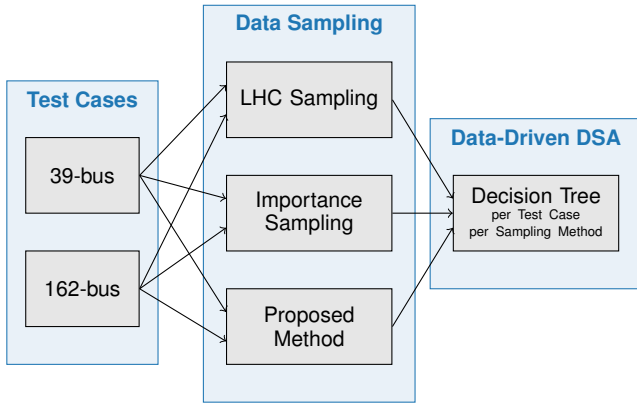 Test Cases
39-bus
162-bus
Data Sampling
LHC Sampling
Importance
Sampling
Proposed
Method
Data-Driven DSA
Decision Tree
per Test Case
per Sampling Method